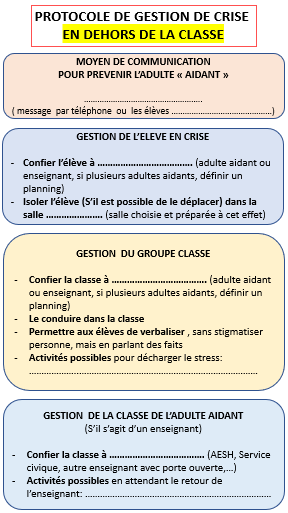 PROTOCOLE DE GESTION DE CRISE
EN DEHORS DE LA CLASSE
MOYEN DE COMMUNICATION
POUR PREVENIR L'ADULTE « AIDANT »
……………………………………………
( message par téléphone ou les élèves ……………………………………)
GESTION DE L'ELEVE EN CRISE
- Confier l'élève à ………………………………… (adulte aidant ou
enseignant, si plusieurs adultes aidants, définir un
planning)
- Isoler l'élève (S'il est possible de le déplacer) dans la
salle ………………… (salle choisie et préparée à cet effet)
GESTION DU GROUPE CLASSE
- Confier la classe à ………………………………… (adulte aidant
ou enseignant, si plusieurs adultes aidants, définir un
planning)
- Le conduire dans la classe
- Permettre aux élèves de verbaliser , sans stigmatiser
personne, mais en parlant des faits
- Activités possibles pour décharger le stress:
……………………………………………………………………………………
GESTION DE LA CLASSE DE L'ADULTE AIDANT
(S'il s'agit d'un enseignant)
- Confier la classe à ………………………………… (AESH, Service
civique, autre enseignant avec porte ouverte,…)
- Activités possibles en attendant le retour de
l'enseignant: ……………………………………………………………………